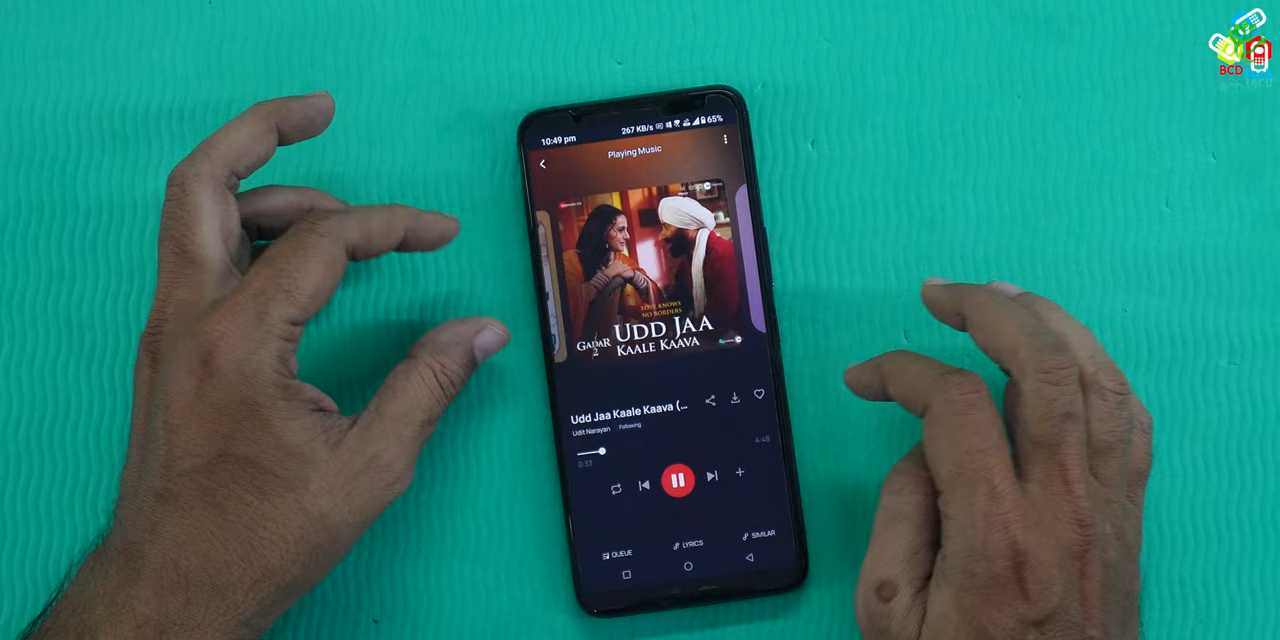 BCD
10:49 pm
267 KB/s
65%
Playing Music
LOVE KNOWS
NO BORDERS
GADAR
2
UDD JAA
KAALE KAAVA
Udd Jaa Kaale Kaava (...
Udit Narayan Following
0:33
4:48
QUEUE
LYRICS
SIMILAR